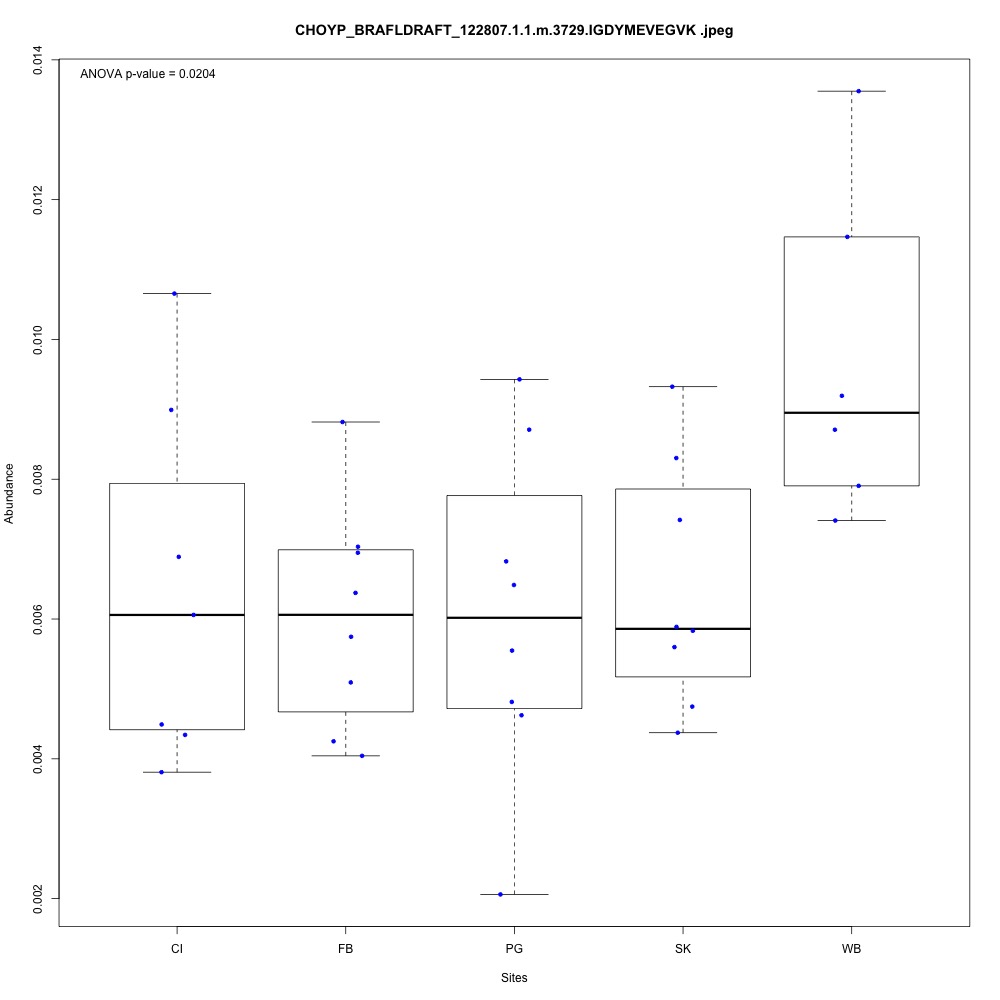 CHOYP_BRAFLDRAFT_122807.1.1.m.3729.IGDYMEVEGVK .jpeg
ANOVA p-value = 0.0204
0.014
0.012
0.010
0.008
0.006
0.004
0.002
Abundance
CI FB PG SK WB
Sites